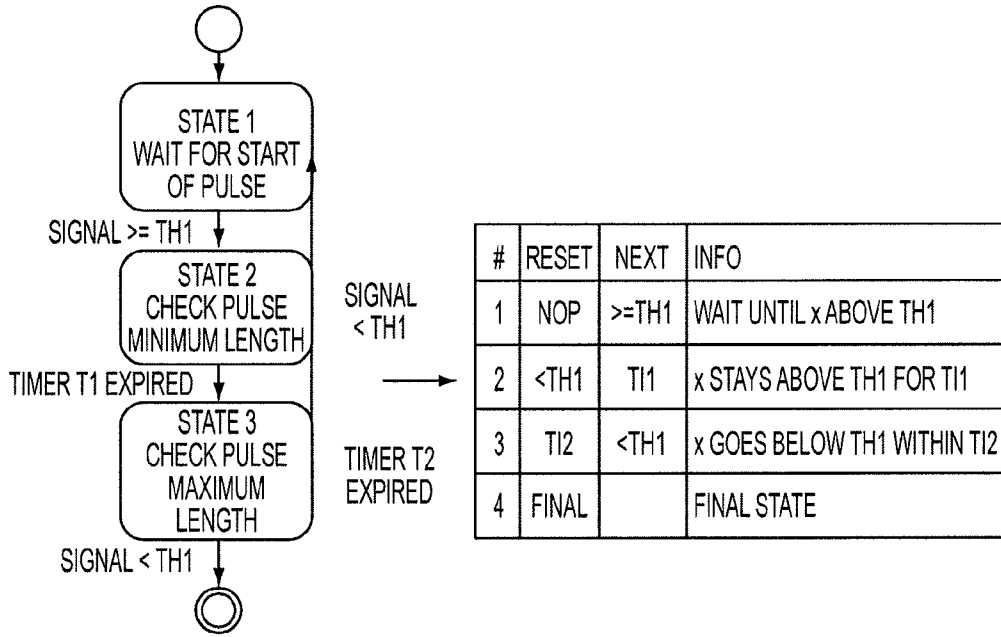 STATE 1
WAIT FOR START
OF PULSE
SIGNAL >= TH1
STATE 2
CHECK PULSE
MINIMUM LENGTH
SIGNAL
< TH1
TIMER T1 EXPIRED
STATE 3
CHECK PULSE
MAXIMUM
LENGTH
TIMER T2
EXPIRED
SIGNAL < TH1
# RESET NEXT INFO
1 NOP >=TH1 WAIT UNTIL x ABOVE TH1
2 <TH1 TI1 x STAYS ABOVE TH1 FOR TI1
3 TI2 <TH1 x GOES BELOW TH1 WITHIN TI2
4 FINAL FINAL STATE